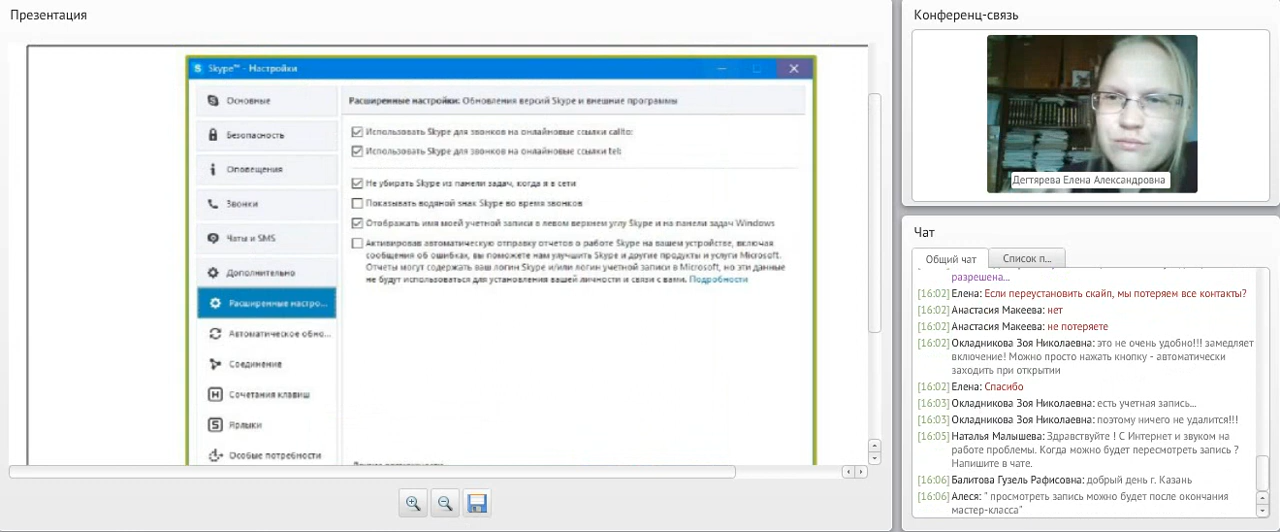 Презентация
Skype™ - Настройки
Основные
Безопасность
Оповещения
Звонки
Чаты и SMS
Дополнительно
Расширенные настро...
Автоматическое обно...
Соединение
Сочетания клавиш
Ярлыки
Особые потребности
Расширенные настройки: Обновления версий Skype и внешние программы
Использовать Skype для звонков на онлайновые ссылки callto:
Использовать Skype для звонков на онлайновые ссылки tel:
Не убирать Skype из панели задач, когда я в сети
Показывать водяной знак Skype во время звонков
Отображать имя моей учетной записи в левом верхнем углу Skype и на панели задач Windows
Активировав автоматическую отправку отчетов о работе Skype на вашем устройстве, включая
сообщения об ошибках, вы поможете нам улучшить Skype и другие продукты и услуги Microsoft.
Отчеты могут содержать ваш логин Skype и/или логин учетной записи в Microsoft, но эти данные
не будут использоваться для установления вашей личности и связи с вами. Подробности
Конференц-связь
Дегтярева Елена Александровна
Чат
Общий чат
Список п...
разрешена...
[16:02] Елена: Если переустановить скайп, мы потеряем все контакты?
[16:02] Анастасия Макеева: нет
[16:02] Анастасия Макеева: не потеряете
[16:02] Окладникова Зоя Николаевна: это не очень удобно!!! замедляет
включение! Можно просто нажать кнопку - автоматически
заходить при открытии
[16:02] Елена: Спасибо
[16:03] Окладникова Зоя Николаевна: есть учетная запись...
[16:03] Окладникова Зоя Николаевна: поэтому ничего не удалится!!!
[16:05] Наталья Малышева: Здравствуйте ! С Интернет и звуком на
работе проблемы. Когда можно будет пересмотреть запись ?
Напишите в чате.
[16:06] Балитова Гузель Рафисовна: добрый день г. Казань
[16:06] Алеся: " просмотреть запись можно будет после окончания
мастер-класса"